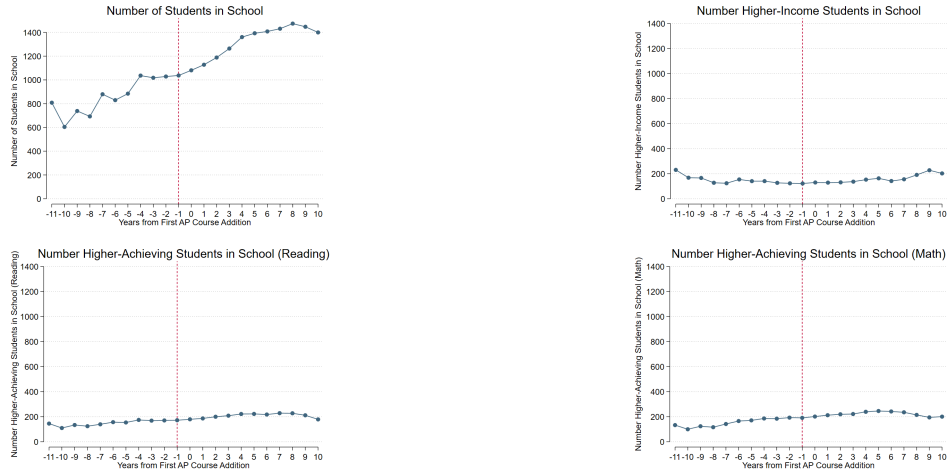 Number of Students in School
Number of Students in School
1400
1200
1000
800
600
400
200
0
-11 -10 -9 -8 -7 -6 -5 -4 -3 -2 -1 0 1 2 3 4 5 6 7 8 9 10
Years from First AP Course Addition
Number Higher-Income Students in School
Number Higher-Income Students in School
1400
1200
1000
800
600
400
200
0
-11 -10 -9 -8 -7 -6 -5 -4 -3 -2 -1 0 1 2 3 4 5 6 7 8 9 10
Years from First AP Course Addition
Number Higher-Achieving Students in School (Reading)
Number Higher-Achieving Students in School (Reading)
1400
1200
1000
800
600
400
200
0
-11 -10 -9 -8 -7 -6 -5 -4 -3 -2 -1 0 1 2 3 4 5 6 7 8 9 10
Years from First AP Course Addition
Number Higher-Achieving Students in School (Math)
Number Higher-Achieving Students in School (Math)
1400
1200
1000
800
600
400
200
0
-11 -10 -9 -8 -7 -6 -5 -4 -3 -2 -1 0 1 2 3 4 5 6 7 8 9 10
Years from First AP Course Addition